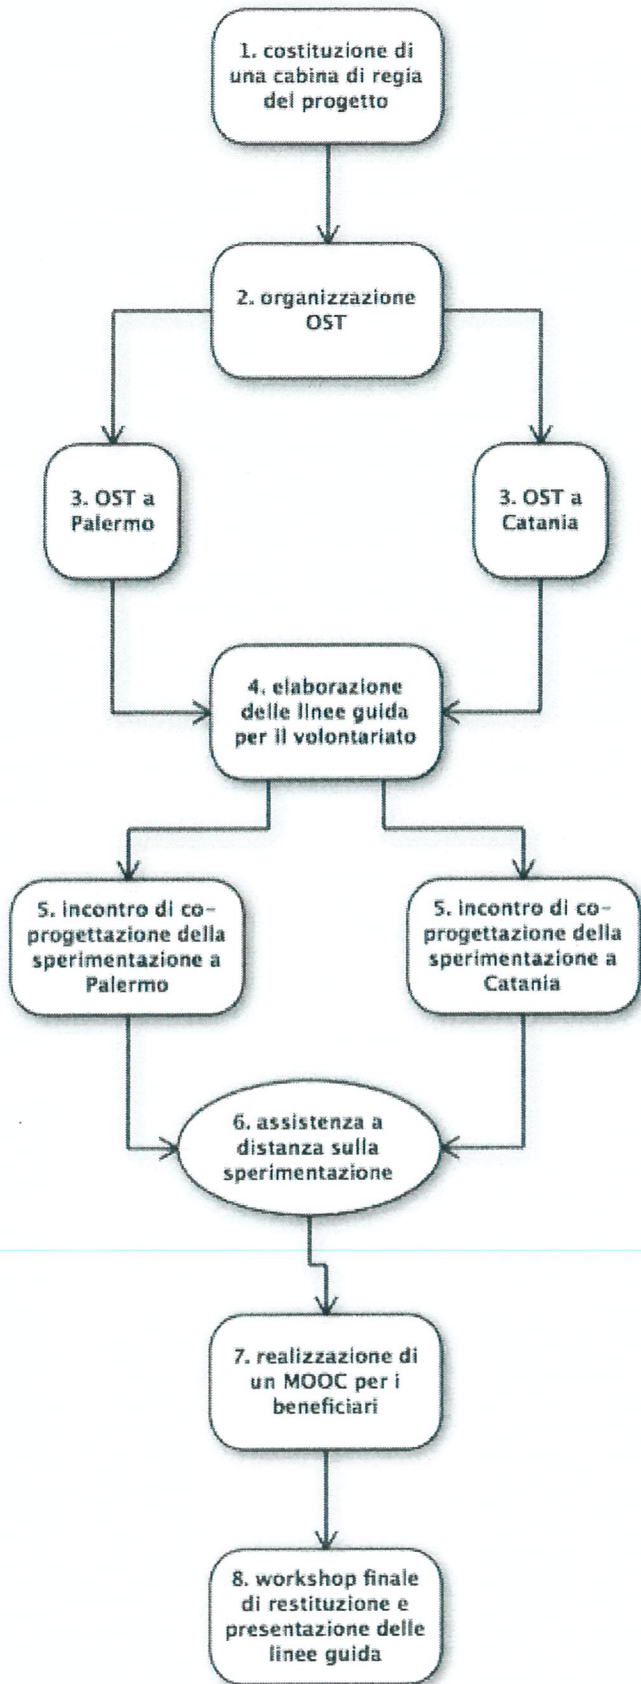 1. costituzione di
una cabina di regia
del progetto
2. organizzazione
OST
3. OST a
Palermo
3. OST a
Catania
4. elaborazione
delle linee guida
per il volontariato
5. incontro di co-
progettazione della
sperimentazione a
Palermo
5. incontro di co-
progettazione della
sperimentazione a
Catania
6. assistenza a
distanza sulla
sperimentazione
7. realizzazione di
un MOOC per i
beneficiari
8. workshop finale
di restituzione e
presentazione delle
linee guida